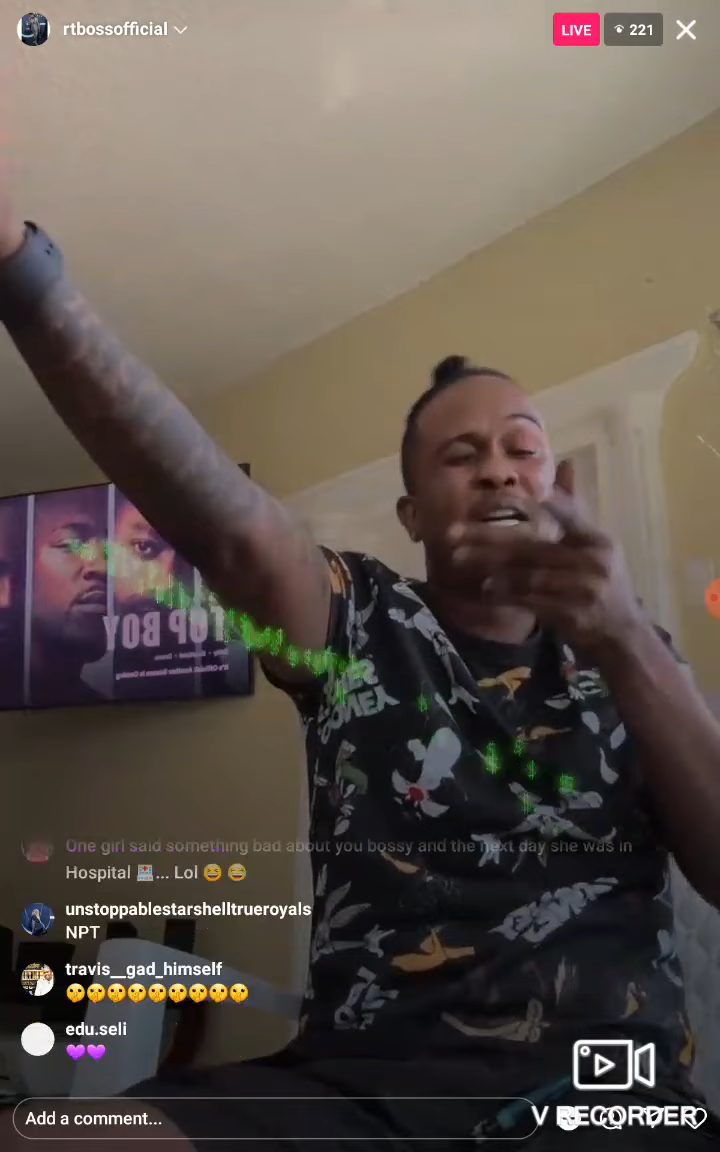 rtbossofficial
LIVE
221
TOP BOY
One girl said something bad about you bossy and the next day she was in
Hospital 🏥... Lol 😆 😂
unstoppablestarshelltrueroyals
NPT
travis__gad_himself
🤫🤫🤫🤫🤫🤫🤫🤫🤫
edu.seli
💜💜
Add a comment...
V RECORDER